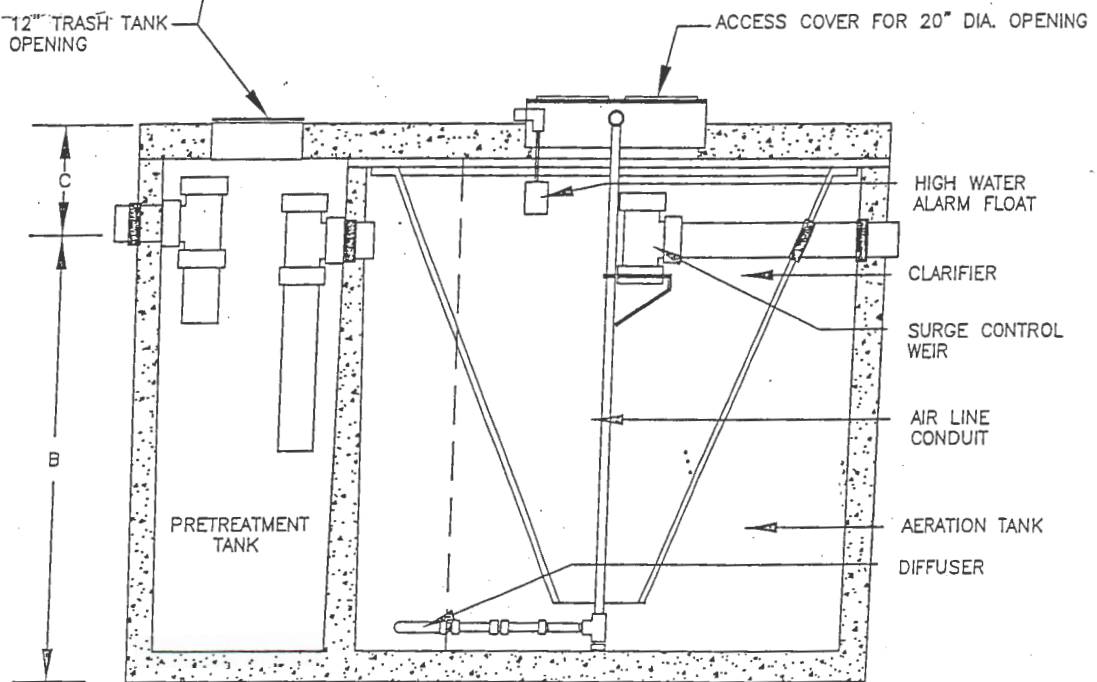 12" TRASH TANK
OPENING
ACCESS COVER FOR 20" DIA. OPENING
C
HIGH WATER
ALARM FLOAT
CLARIFIER
SURGE CONTROL
WEIR
AIR LINE
CONDUIT
B
PRETREATMENT
TANK
AERATION TANK
DIFFUSER